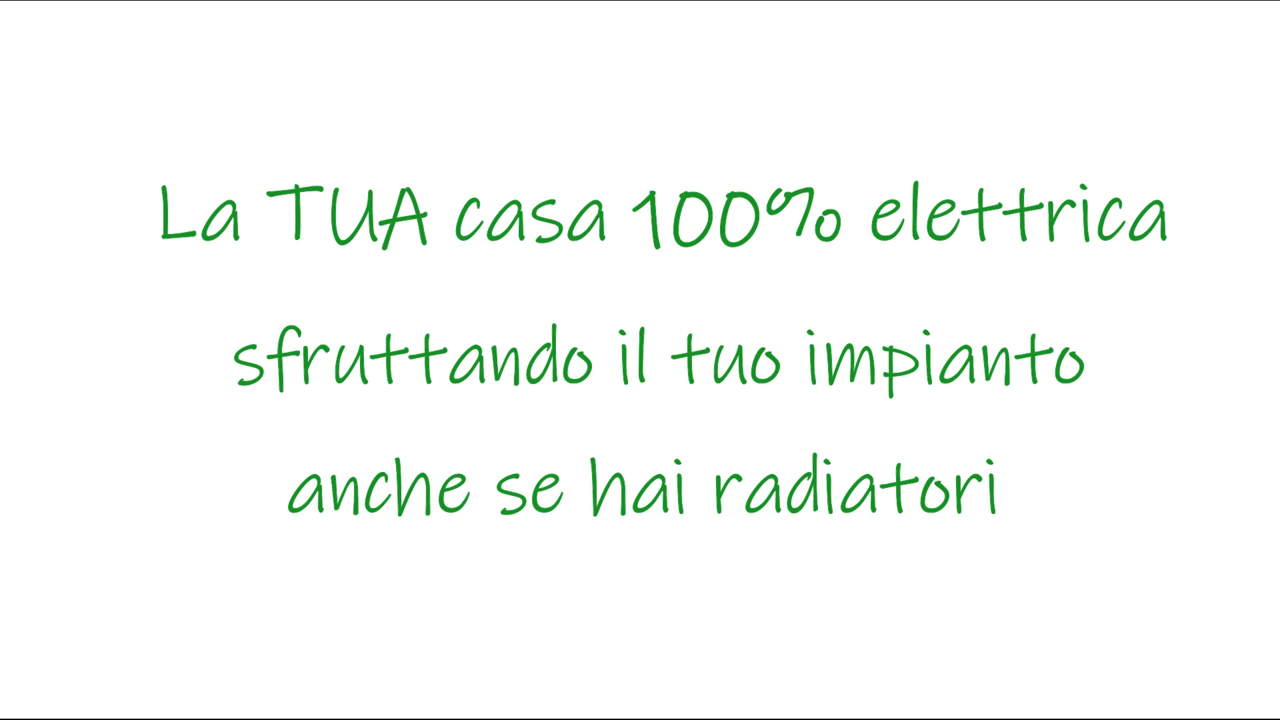 La TUA casa 100% elettrica
sfruttando il tuo impianto
anche se hai radiatori